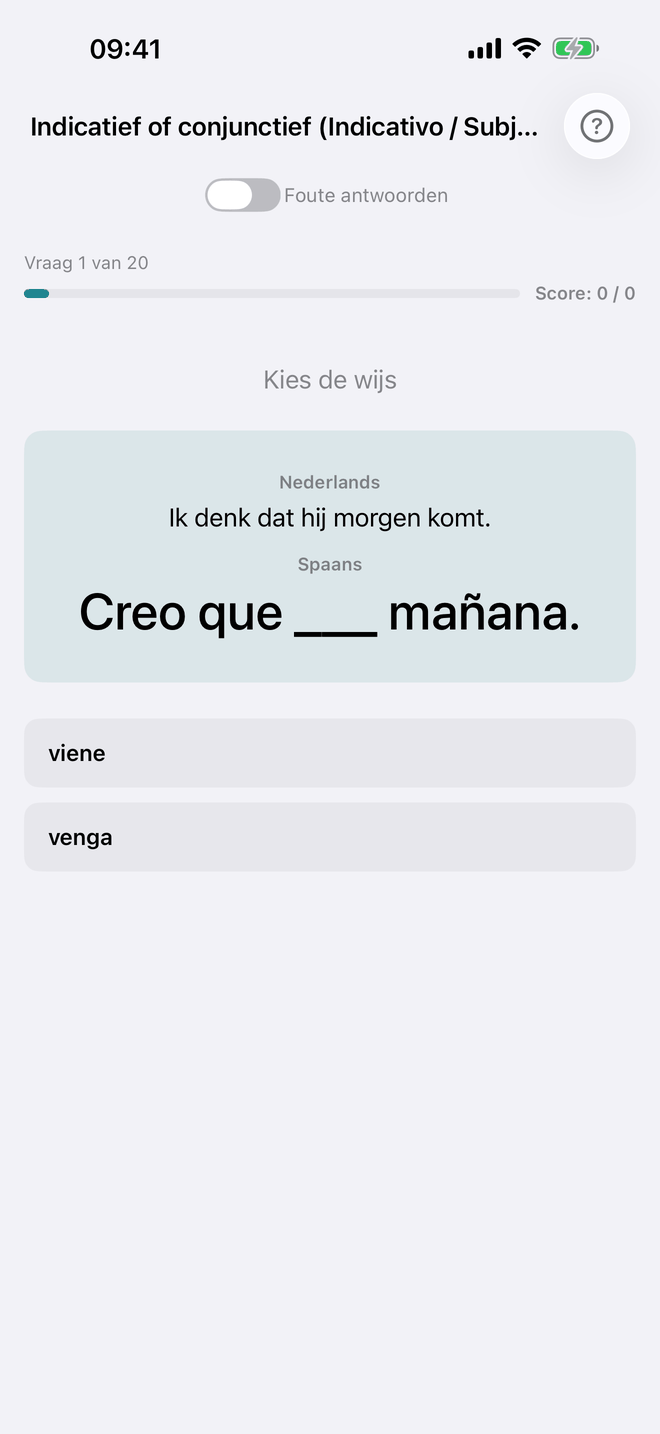 09:41
Indicatief of conjunctief (Indicativo / Subj...
Foute antwoorden
Vraag 1 van 20
Score: 0 / 0
Kies de wijs
Nederlands
Ik denk dat hij morgen komt.
Spaans
Creo que ___ mañana.
viene
venga